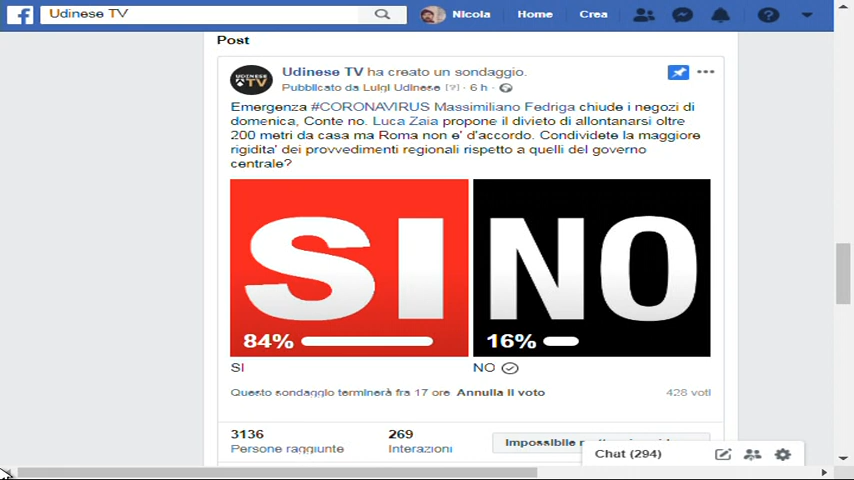 Udinese TV
Nicola
Home
Crea
Post
UDINESE TV
Udinese TV ha creato un sondaggio.
Pubblicato da Luigi Udinese [?] · 6 h ·
Emergenza #CORONAVIRUS Massimiliano Fedriga chiude i negozi di
domenica, Conte no. Luca Zaia propone il divieto di allontanarsi oltre
200 metri da casa ma Roma non e' d'accordo. Condividete la maggiore
rigidita' dei provvedimenti regionali rispetto a quelli del governo
centrale?
SI
NO
84%
16%
SI
NO
Questo sondaggio terminerà fra 17 ore Annulla il voto
428 voti
3136
Persone raggiunte
269
Interazioni
Impossibile
Chat (294)